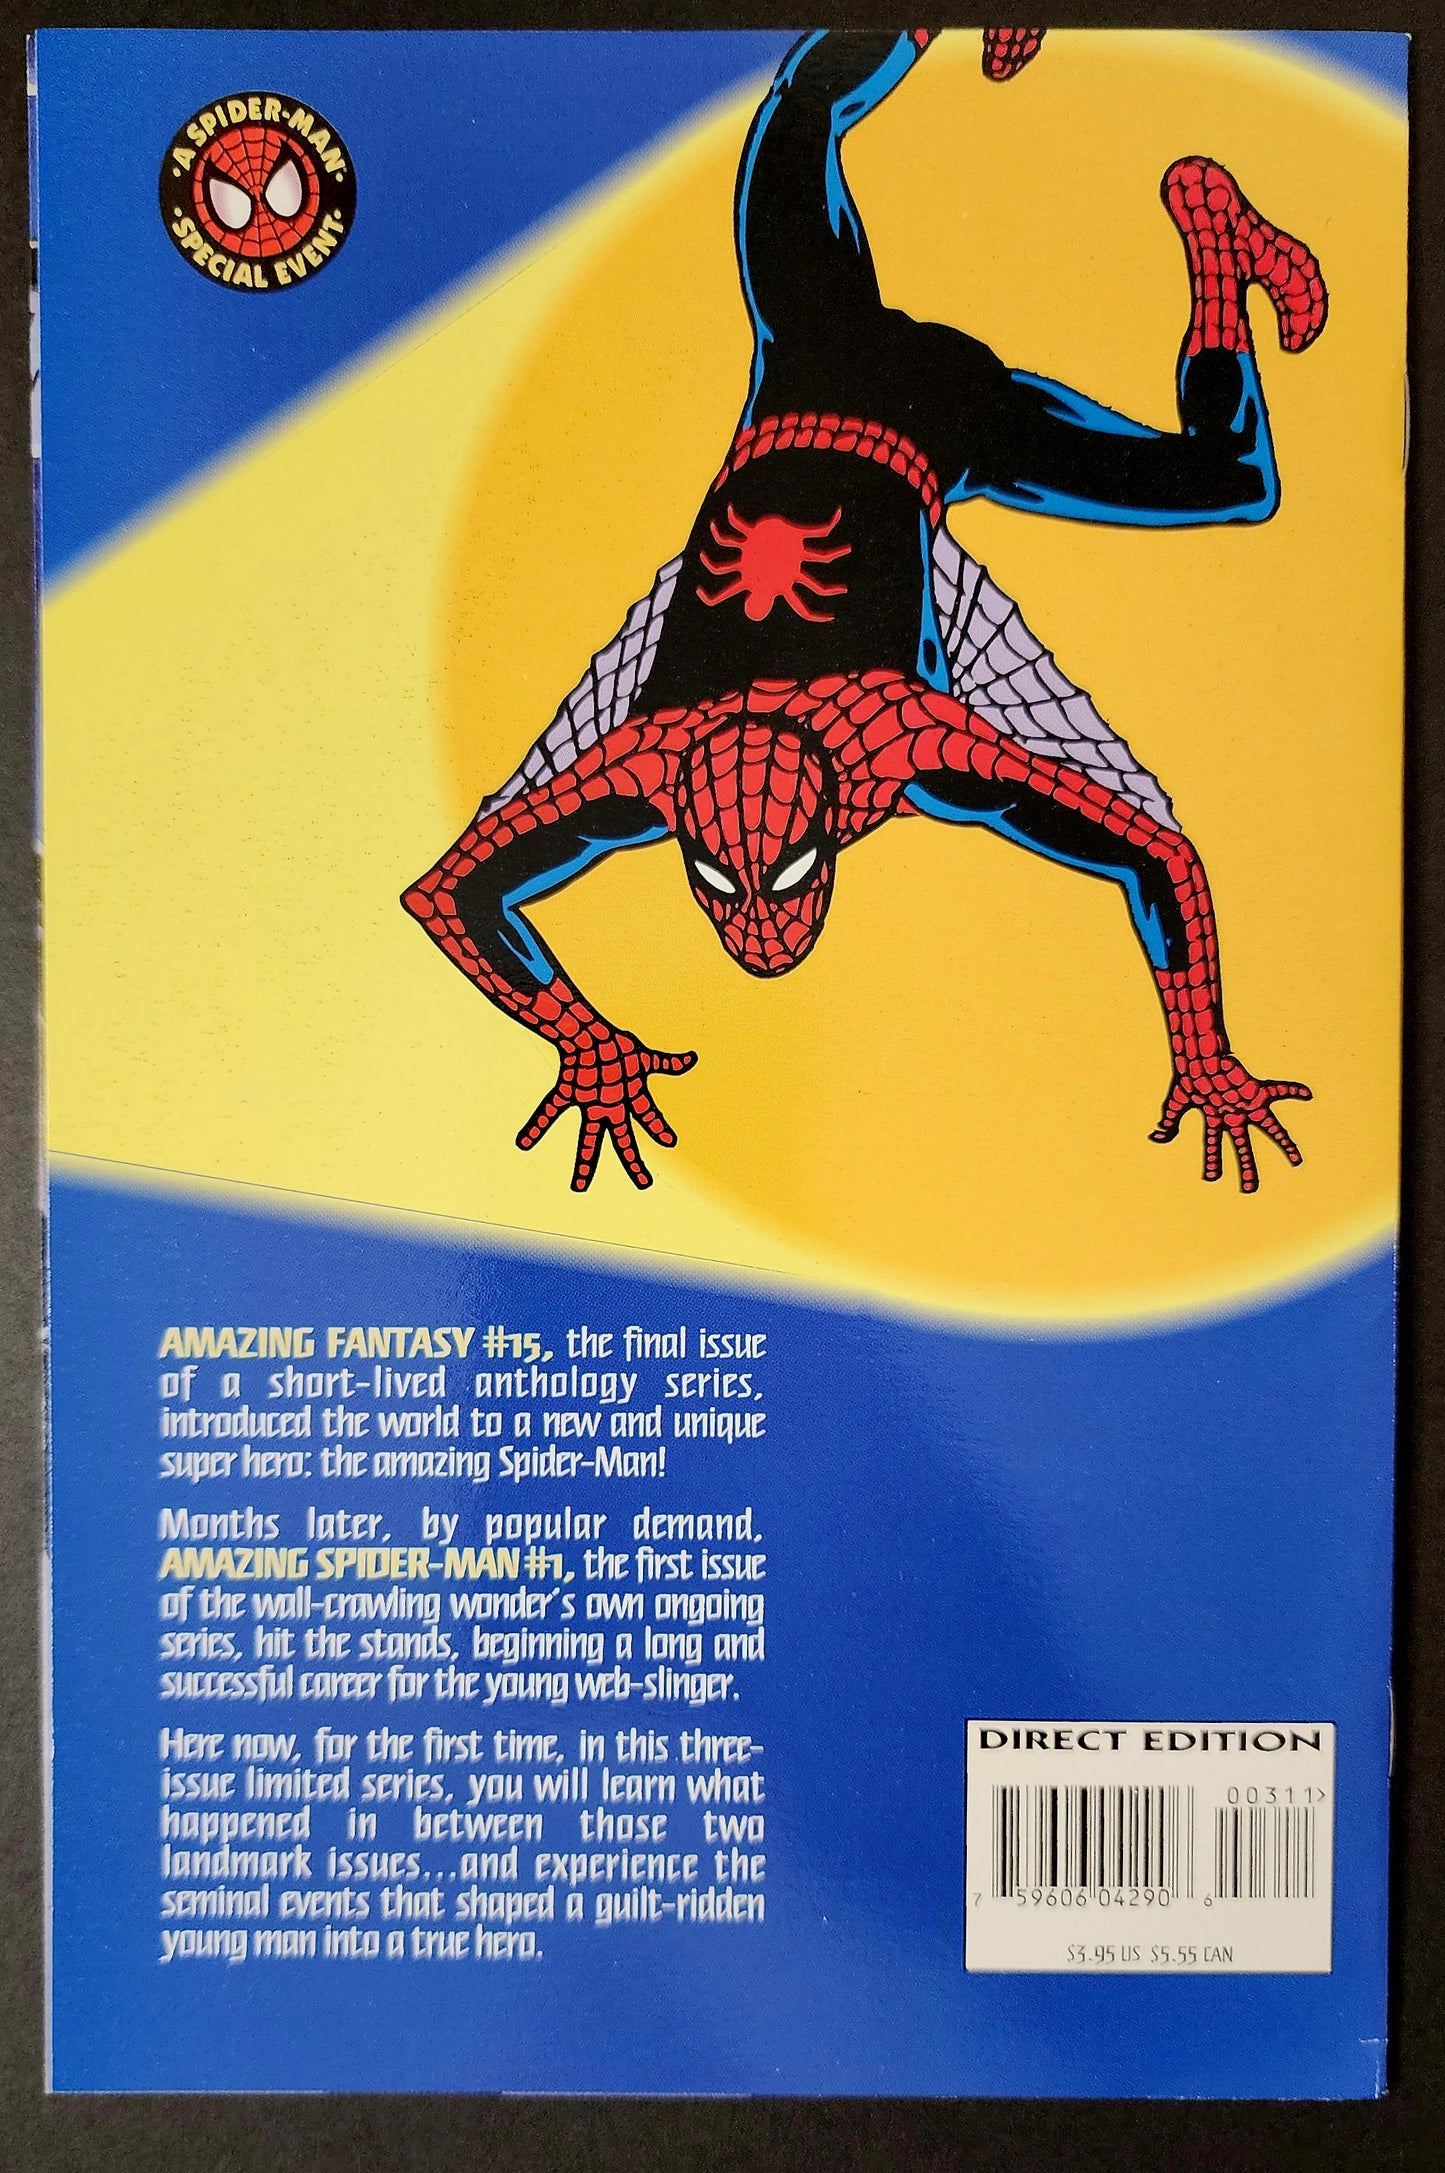 ·A SPIDER-MAN·
·SPECIAL EVENT·
AMAZING FANTASY #15, the final issue
of a short-lived anthology series,
introduced the world to a new and unique
super hero: the amazing Spider-Man!
Months later, by popular demand,
AMAZING SPIDER-MAN #1, the first issue
of the wall-crawling wonder's own ongoing
series, hit the stands, beginning a long and
successful career for the young web-slinger.
Here now, for the first time, in this three-
issue limited series, you will learn what
happened in between those two
landmark issues...and experience the
seminal events that shaped a guilt-ridden
young man into a true hero.
DIRECT EDITION
00311>
7 59606 04290 6
$3.95 US $5.55 CAN